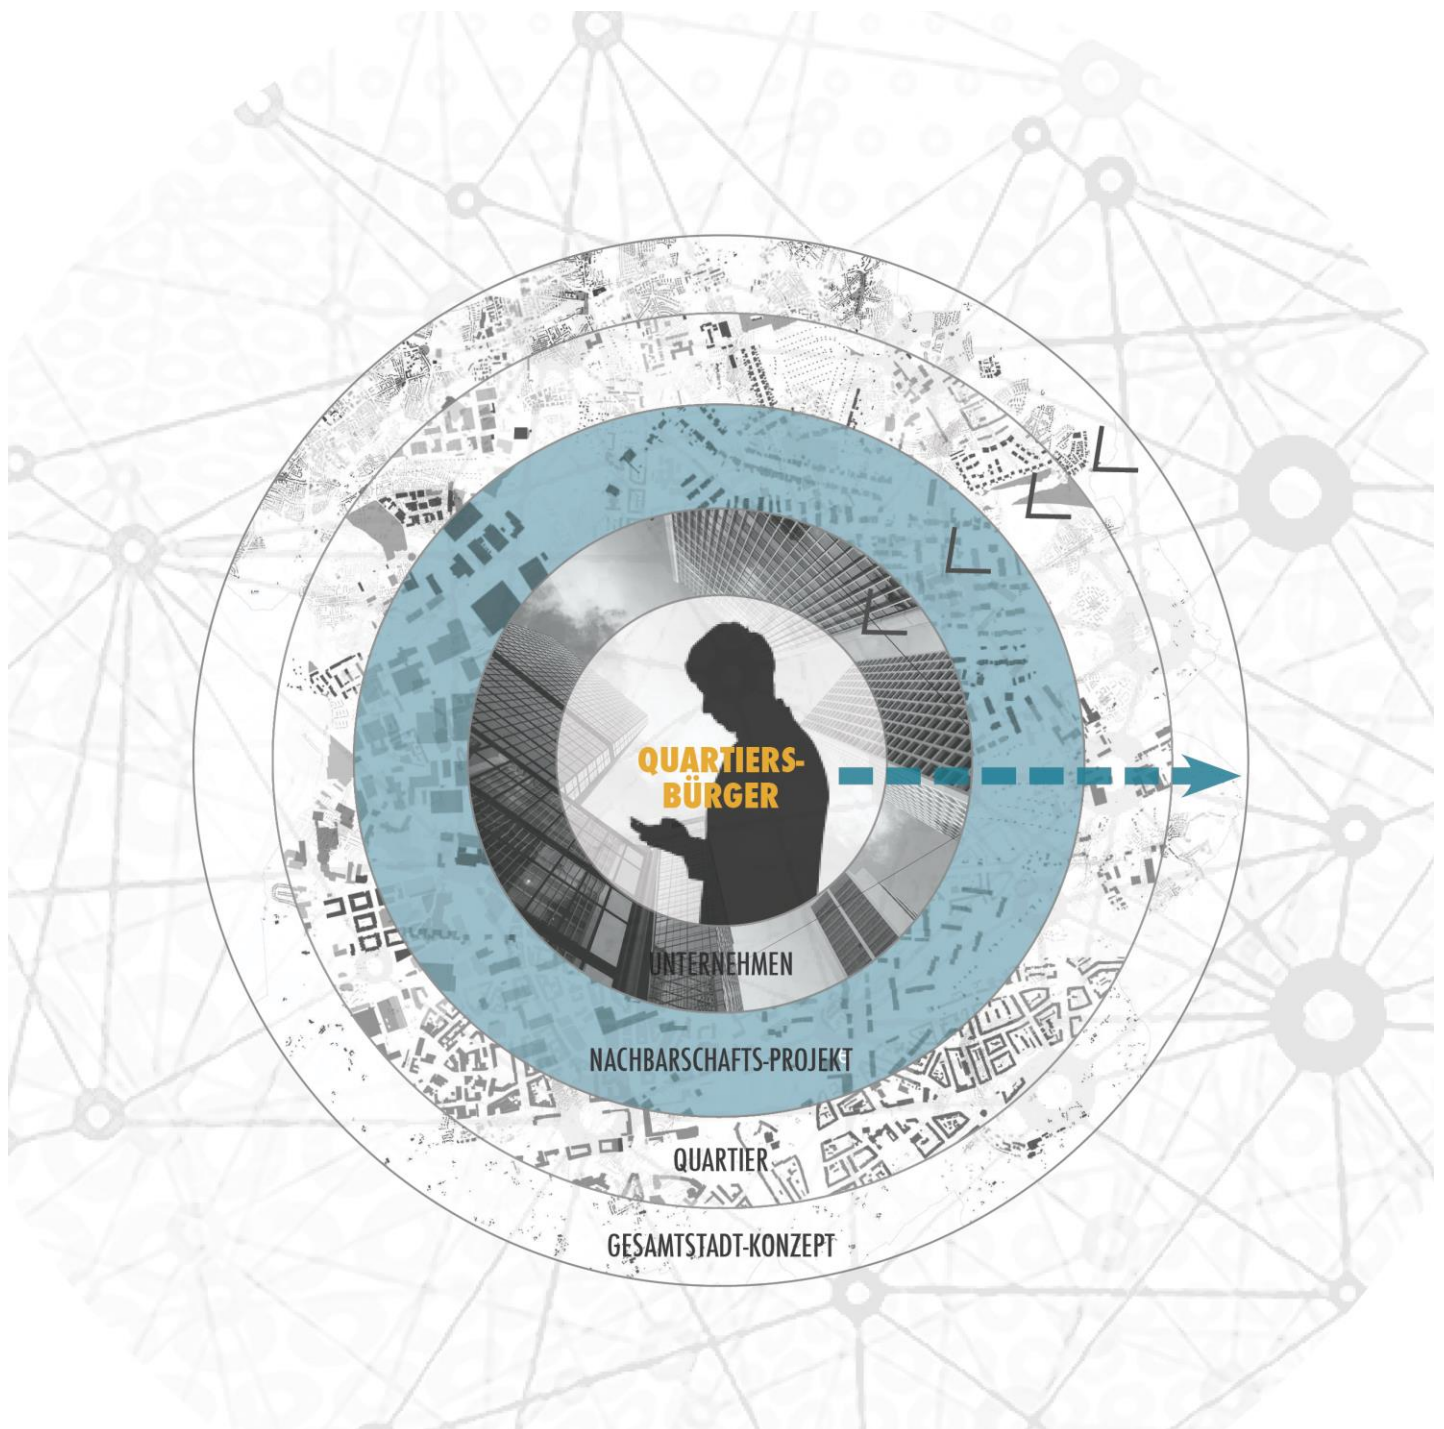 QUARTIERS-
BÜRGER
UNTERNEHMEN
NACHBARSCHAFTS-PROJEKT
QUARTIER
GESAMTSTADT-KONZEPT